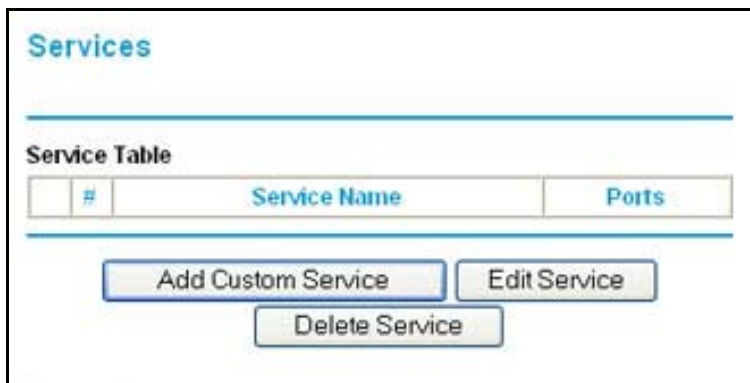 Services
Service Table
# Service Name Ports
Add Custom Service Edit Service
Delete Service